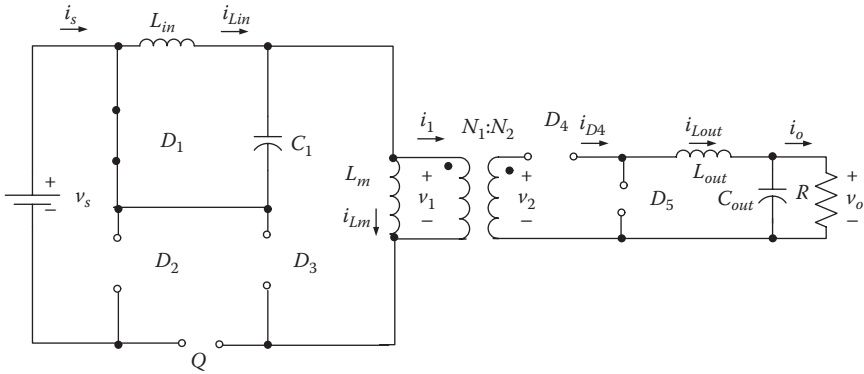 i_s
L_in
i_Lin
D_1
C_1
+
v_s
−
D_2
D_3
Q
L_m
i_Lm
i_1
+
v_1
−
N_1:N_2
+
v_2
−
D_4
i_D4
D_5
i_Lout
L_out
C_out
i_o
R
+
v_o
−